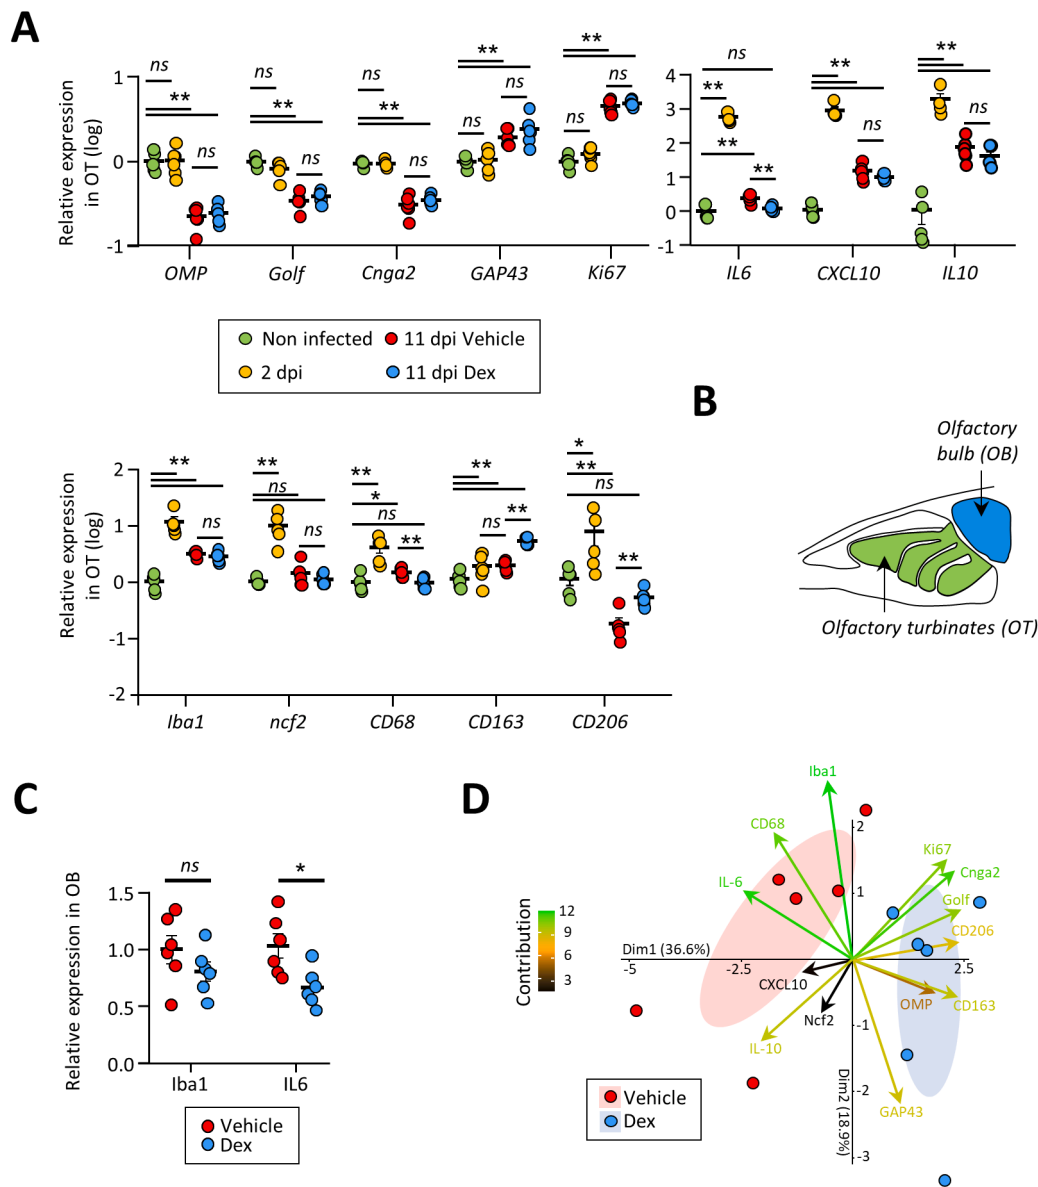 A
Relative expression
in OT (log)
1
0
-1
ns
**
ns
ns
**
ns
ns
**
ns
**
ns
ns
**
ns
ns
OMP
Golf
Cnga2
GAP43
Ki67
4
3
2
1
0
-1
ns
**
**
**
**
ns
**
ns
IL6
CXCL10
IL10
Non infected
11 dpi Vehicle
2 dpi
11 dpi Dex
Relative expression
in OT (log)
2
1
0
-1
-2
**
ns
**
ns
ns
**
*
ns
**
**
**
ns
*
**
ns
**
Iba1
ncf2
CD68
CD163
CD206
B
Olfactory
bulb (OB)
Olfactory turbinates (OT)
C
Relative expression in OB
1.5
1.0
0.5
0.0
ns
*
Iba1
IL6
Vehicle
Dex
D
Contribution
12
9
6
3
Iba1
CD68
IL-6
Ki67
Cnga2
Golf
CD206
Dim1 (36.6%)
-5
-2.5
2.5
CXCL10
Ncf2
OMP
CD163
IL-10
GAP43
2
1
-1
-2
-3
Dim2 (18.9%)
Vehicle
Dex